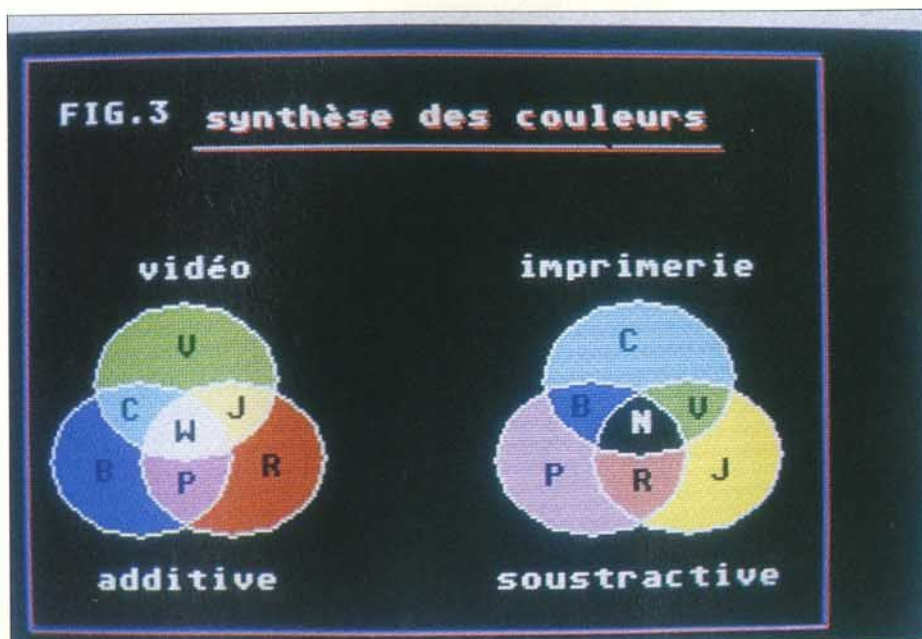 FIG.3 synthèse des couleurs
vidéo
imprimerie
V
C
J
W
B
P
R
C
B
V
N
P
R
J
additive
soustractive